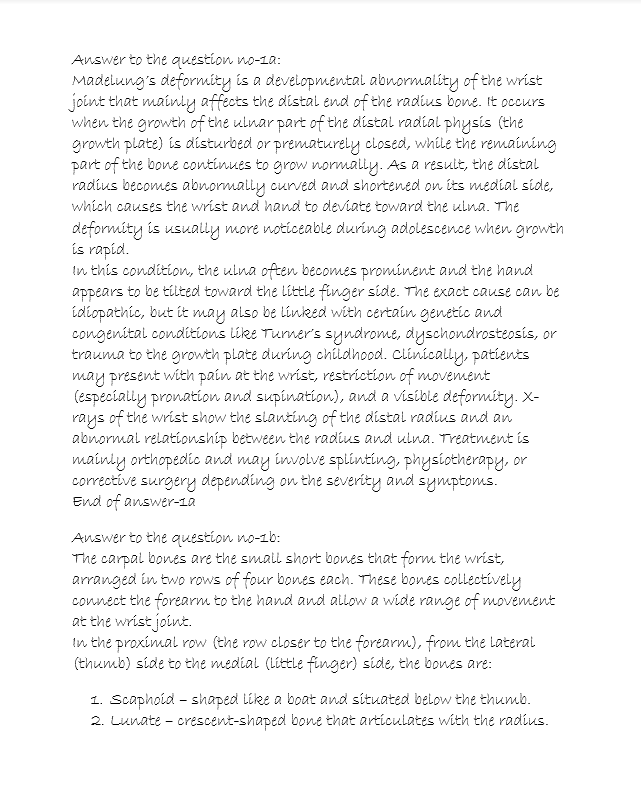 Answer to the question no-1a:
Madelung's deformity is a developmental abnormality of the wrist
joint that mainly affects the distal end of the radius bone. It occurs
when the growth of the ulnar part of the distal radial physis (the
growth plate) is disturbed or prematurely closed, while the remaining
part of the bone continues to grow normally. As a result, the distal
radius becomes abnormally curved and shortened on its medial side,
which causes the wrist and hand to deviate toward the ulna. The
deformity is usually more noticeable during adolescence when growth
is rapid.
In this condition, the ulna often becomes prominent and the hand
appears to be tilted toward the little finger side. The exact cause can be
idiopathic, but it may also be linked with certain genetic and
congenital conditions like Turner's syndrome, dyschondrosteosis, or
trauma to the growth plate during childhood. Clinically, patients
may present with pain at the wrist, restriction of movement
(especially pronation and supination), and a visible deformity. X-
rays of the wrist show the slanting of the distal radius and an
abnormal relationship between the radius and ulna. Treatment is
mainly orthopedic and may involve splinting, physiotherapy, or
corrective surgery depending on the severity and symptoms.
End of answer-1a
Answer to the question no-1b:
The carpal bones are the small short bones that form the wrist,
arranged in two rows of four bones each. These bones collectively
connect the forearm to the hand and allow a wide range of movement
at the wrist joint.
In the proximal row (the row closer to the forearm), from the lateral
(thumb) side to the medial (little finger) side, the bones are:
1. Scaphoid – shaped like a boat and situated below the thumb.
2. Lunate – crescent-shaped bone that articulates with the radius.